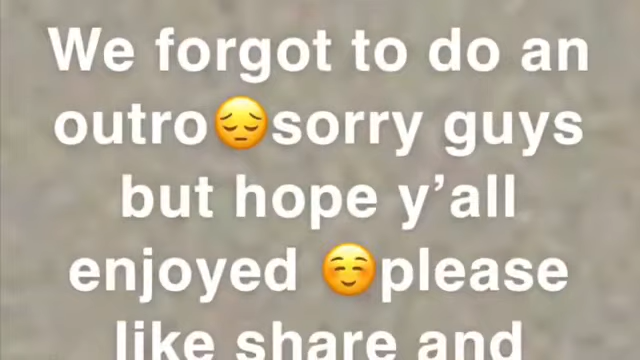 We forgot to do an
outro😔sorry guys
but hope y’all
enjoyed ☺️please
like share and